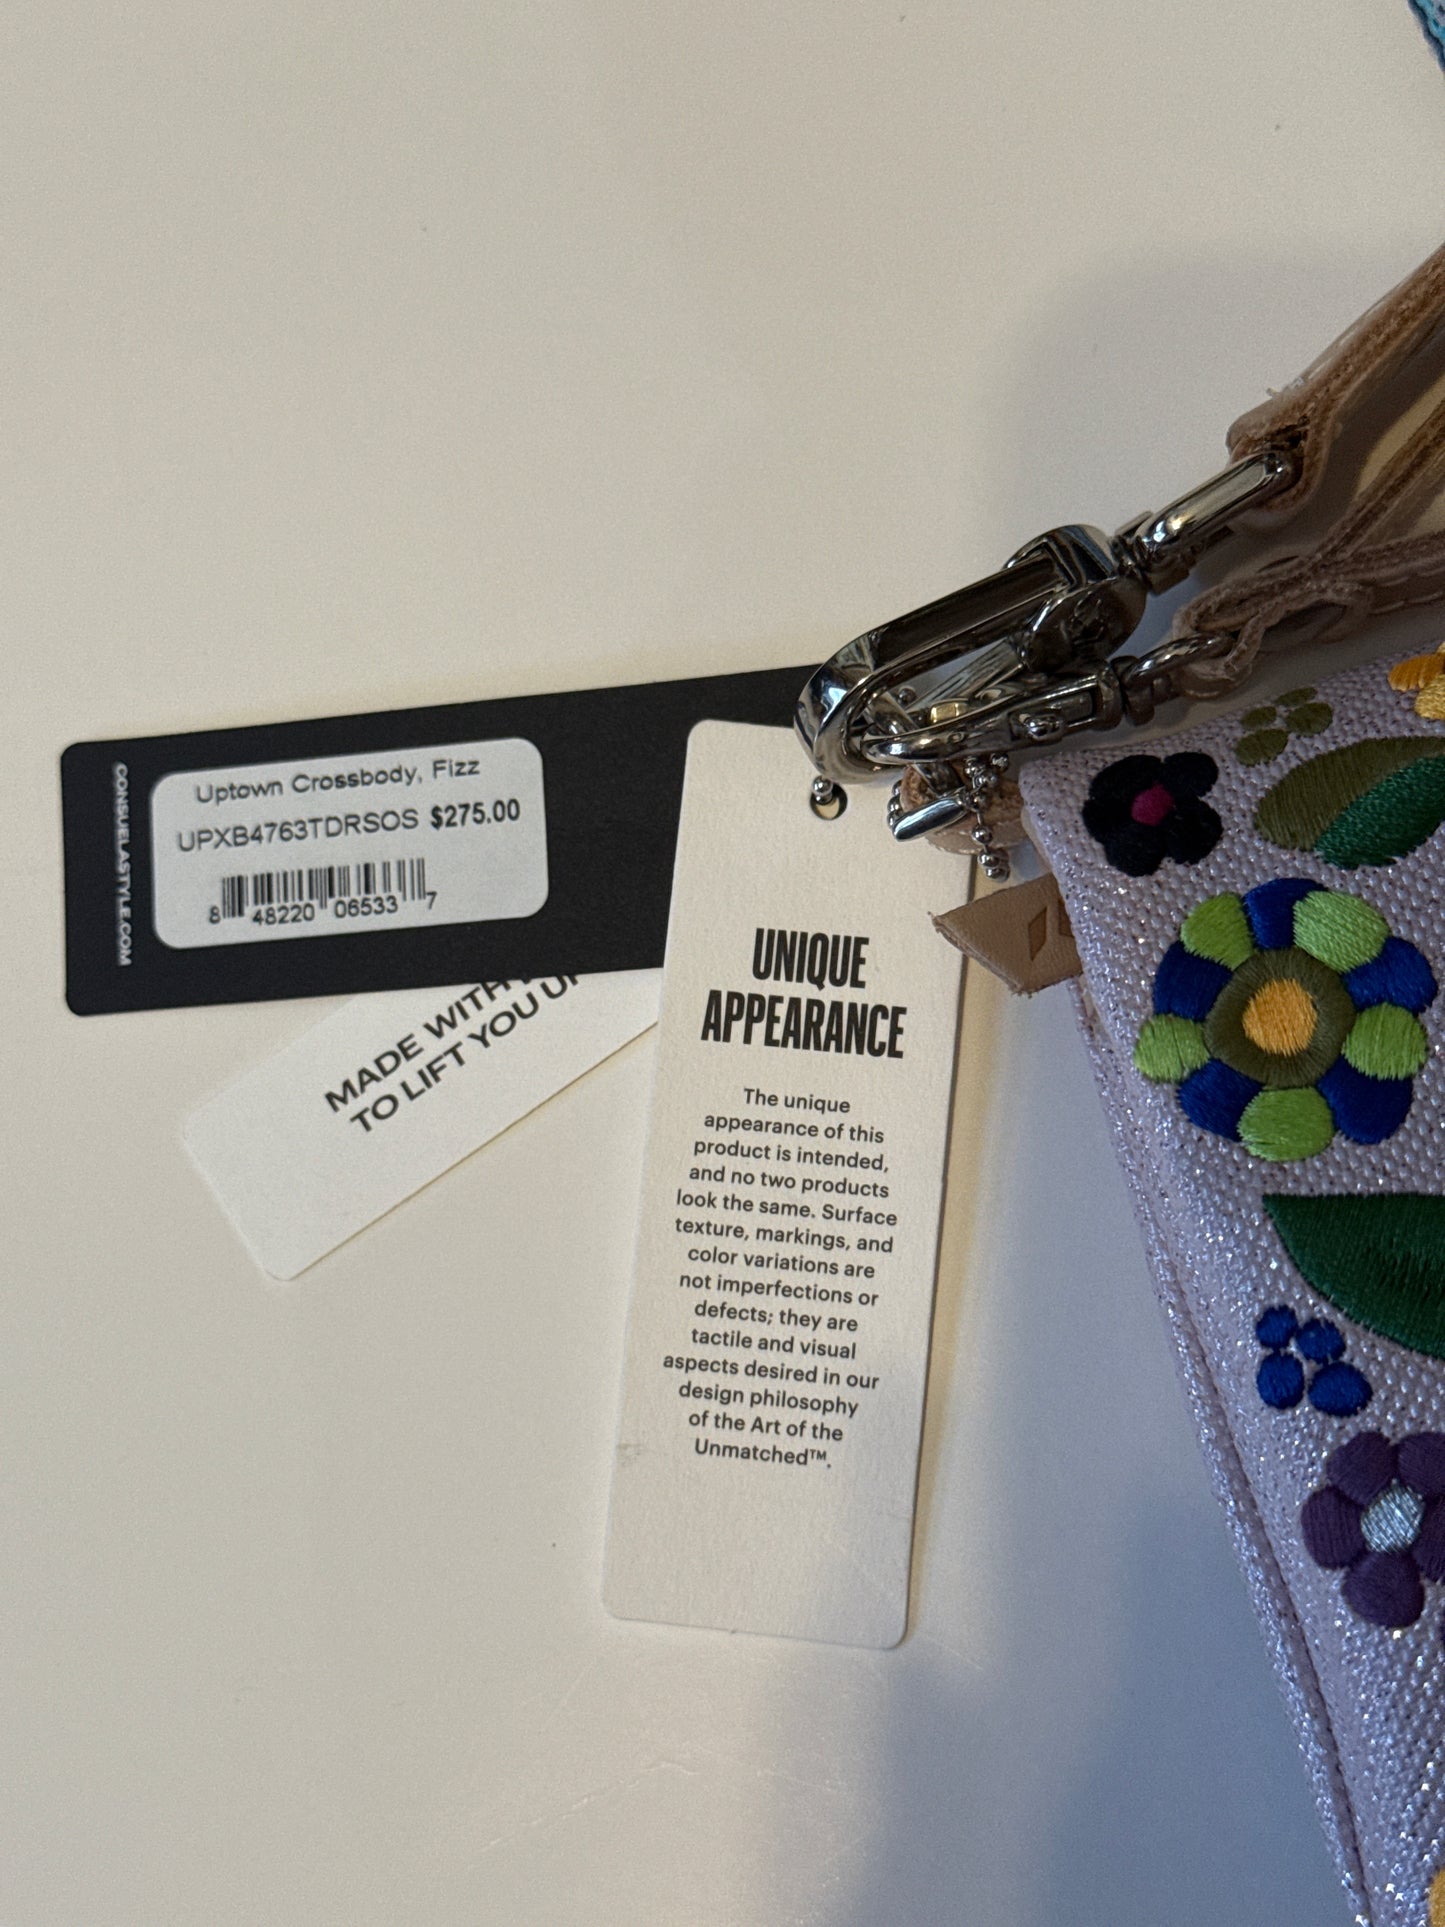 CONSUELASTYLE.COM
Uptown Crossbody, Fizz
UPXB4763TDRSOS $275.00
8 48220 06533 7
MADE WITH
TO LIFT YOU
UNIQUE
APPEARANCE
The unique
appearance of this
product is intended,
and no two products
look the same. Surface
texture, markings, and
color variations are
not imperfections or
defects; they are
tactile and visual
aspects desired in our
design philosophy
of the Art of the
Unmatched™.